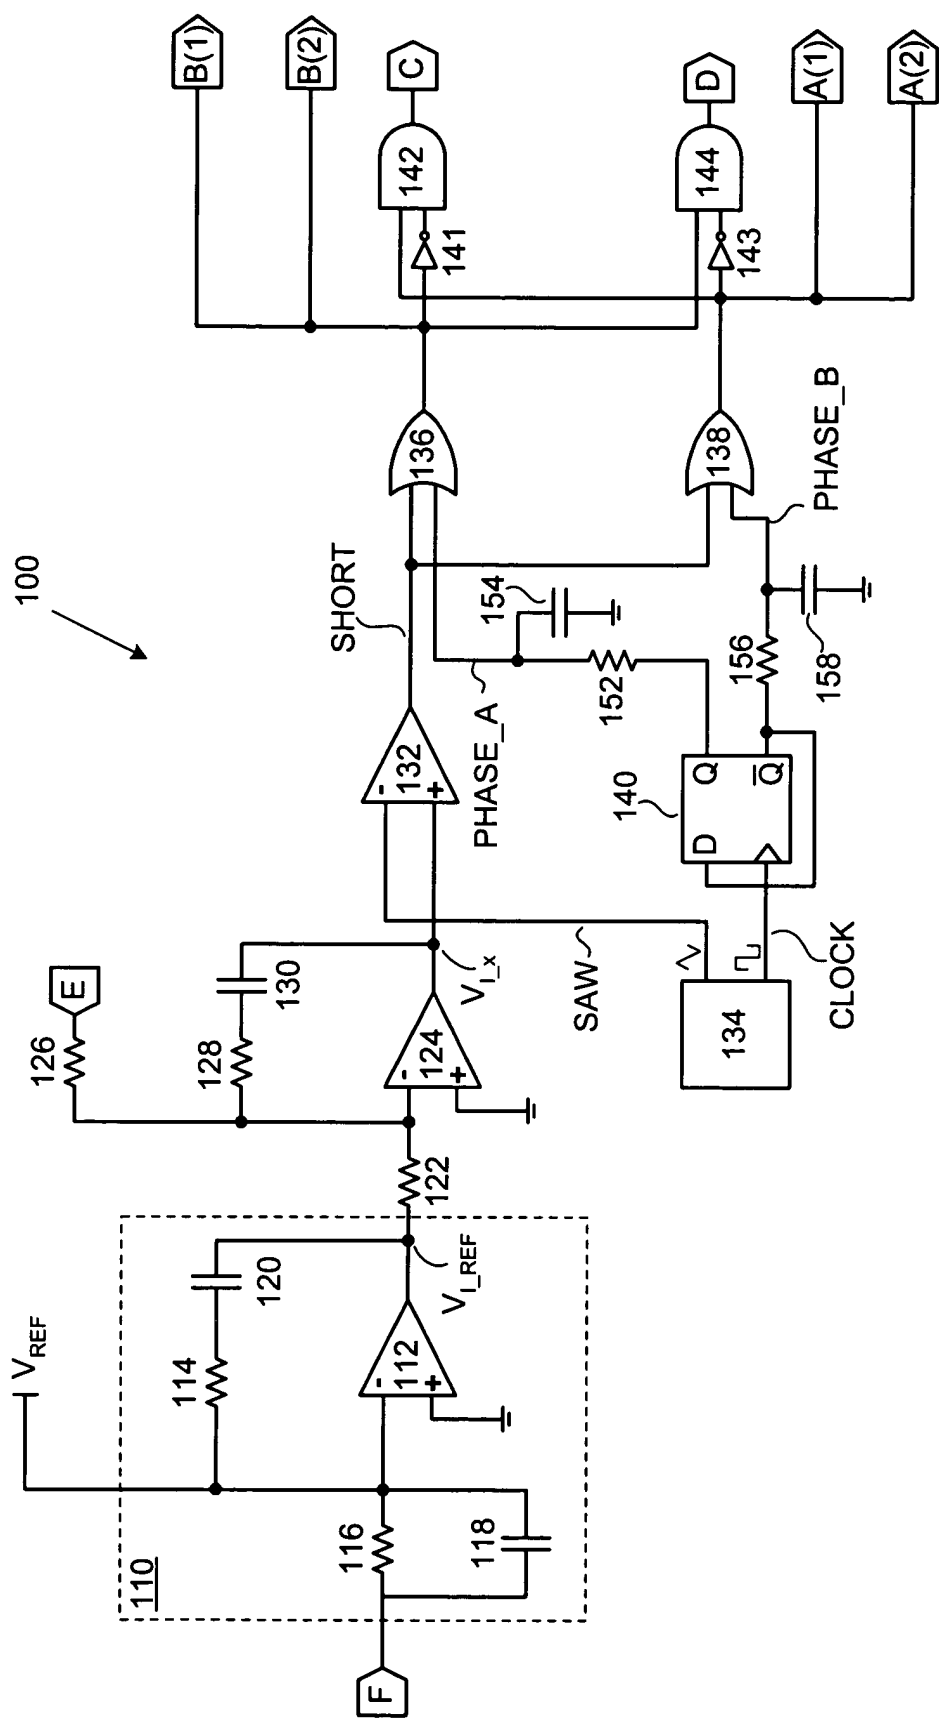 100
B(1)
B(2)
C
D
A(1)
A(2)
142
141
144
143
136
138
SHORT
PHASE_A
PHASE_B
154
152
156
158
132
-
+
140
D
Q
Q̅
SAW
CLOCK
134
E
126
128
130
V_I_x
124
-
+
122
V_REF
110
114
120
V_I_REF
112
-
+
116
118
F